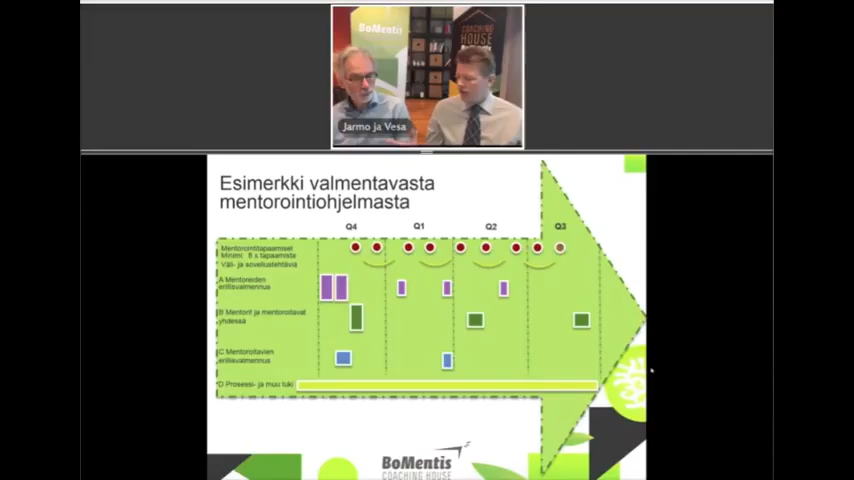 BoMentis
COACHING
HOUSE
Jarmo ja Vesa
Esimerkki valmentavasta
mentorointiohjelmasta
Q4 Q1 Q2 Q3
Mentorointitapaamiset
Minimi: 8 x tapaamista
Väli- ja sovellustehtäviä
A Mentoreiden
erillisvalmennus
B Mentorit ja mentoroitavat
yhdessä
C Mentoroitavien
erillisvalmennus
D Prosessi- ja muu tuki
BoMentis
COACHING HOUSE